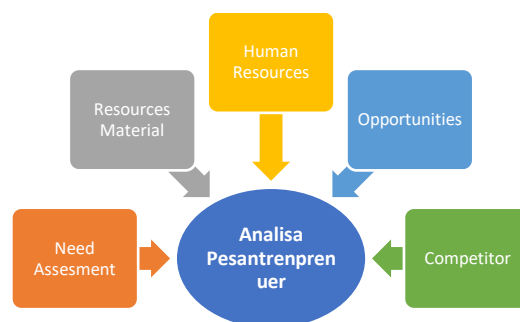 Human
Resources
Resources
Material
Opportunities
Need
Assesment
Analisa
Pesantrenpren
uer
Competitor